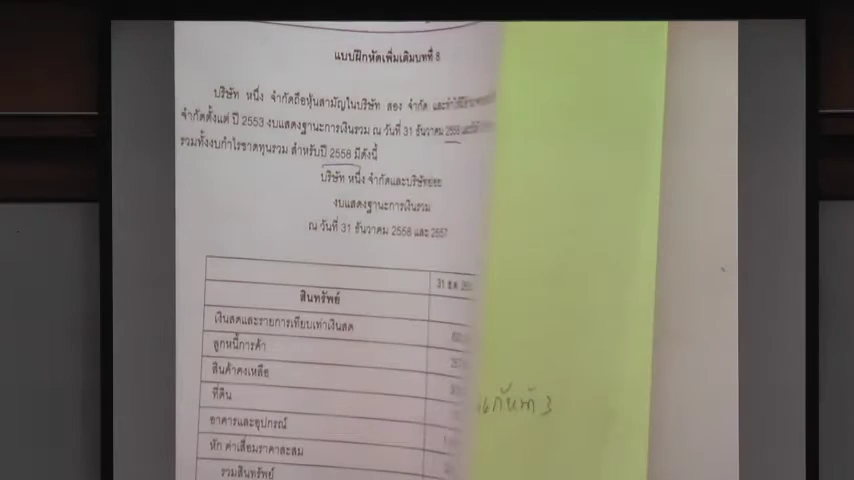 แบบฝึกหัดเพิ่มเติมบทที่ 8
บริษัท หนึ่ง จำกัดถือหุ้นสามัญในบริษัท สอง จำกัด
จำกัดตั้งแต่ ปี 2553 งบแสดงฐานะการเงินรวม ณ วันที่ 31 ธันวาคม 2558
รวมทั้งงบกำไรขาดทุนรวม สำหรับปี 2558 มีดังนี้
บริษัท หนึ่ง จำกัดและบริษัทย่อย
งบแสดงฐานะการเงินรวม
ณ วันที่ 31 ธันวาคม 2558 และ 2557
31 ธ.ค.
สินทรัพย์
เงินสดและรายการเทียบเท่าเงินสด
ลูกหนี้การค้า
สินค้าคงเหลือ
ที่ดิน
อาคารและอุปกรณ์
หัก ค่าเสื่อมราคาสะสม
รวมสินทรัพย์